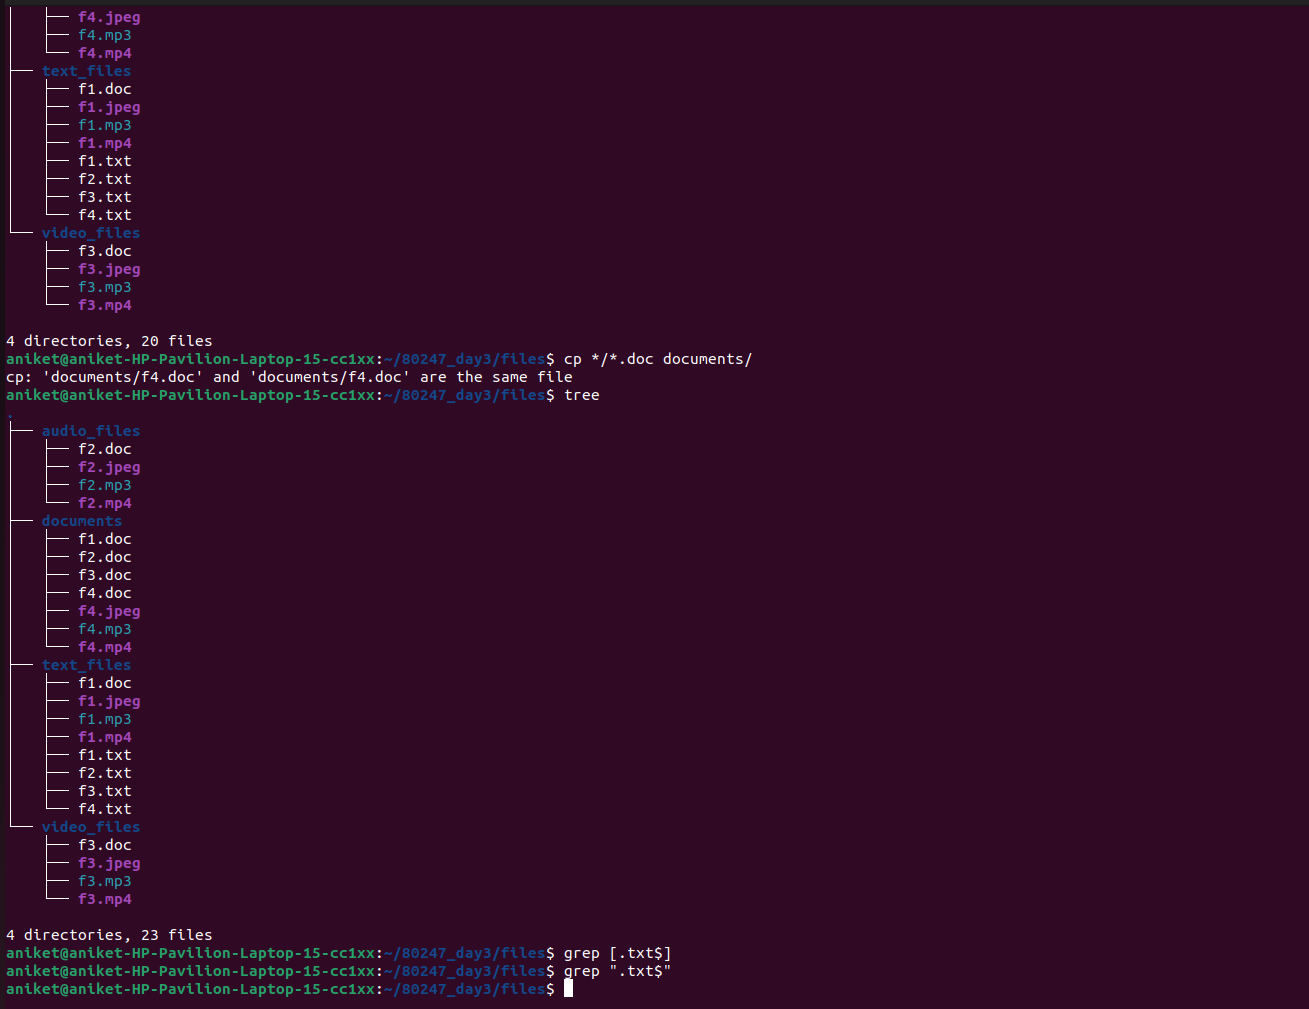 │   ├── f4.jpeg
│   ├── f4.mp3
│   └── f4.mp4
├── text_files
│   ├── f1.doc
│   ├── f1.jpeg
│   ├── f1.mp3
│   ├── f1.mp4
│   ├── f1.txt
│   ├── f2.txt
│   ├── f3.txt
│   └── f4.txt
└── video_files
    ├── f3.doc
    ├── f3.jpeg
    ├── f3.mp3
    └── f3.mp4

4 directories, 20 files
aniket@aniket-HP-Pavilion-Laptop-15-cc1xx:~/80247_day3/files$ cp */*.doc documents/
cp: 'documents/f4.doc' and 'documents/f4.doc' are the same file
aniket@aniket-HP-Pavilion-Laptop-15-cc1xx:~/80247_day3/files$ tree
.
├── audio_files
│   ├── f2.doc
│   ├── f2.jpeg
│   ├── f2.mp3
│   └── f2.mp4
├── documents
│   ├── f1.doc
│   ├── f2.doc
│   ├── f3.doc
│   ├── f4.doc
│   ├── f4.jpeg
│   ├── f4.mp3
│   └── f4.mp4
├── text_files
│   ├── f1.doc
│   ├── f1.jpeg
│   ├── f1.mp3
│   ├── f1.mp4
│   ├── f1.txt
│   ├── f2.txt
│   ├── f3.txt
│   └── f4.txt
└── video_files
    ├── f3.doc
    ├── f3.jpeg
    ├── f3.mp3
    └── f3.mp4

4 directories, 23 files
aniket@aniket-HP-Pavilion-Laptop-15-cc1xx:~/80247_day3/files$ grep [.txt$]
aniket@aniket-HP-Pavilion-Laptop-15-cc1xx:~/80247_day3/files$ grep ".txt$"
aniket@aniket-HP-Pavilion-Laptop-15-cc1xx:~/80247_day3/files$